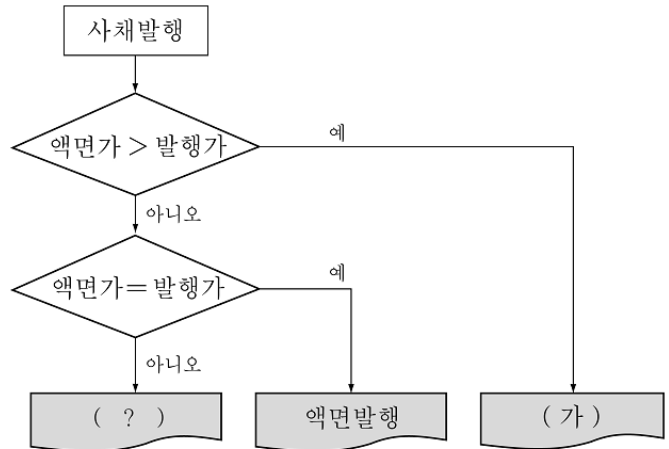 사채발행
액면가 > 발행가
예
아니오
액면가 = 발행가
예
아니오
( ? )
액면발행
( 가 )